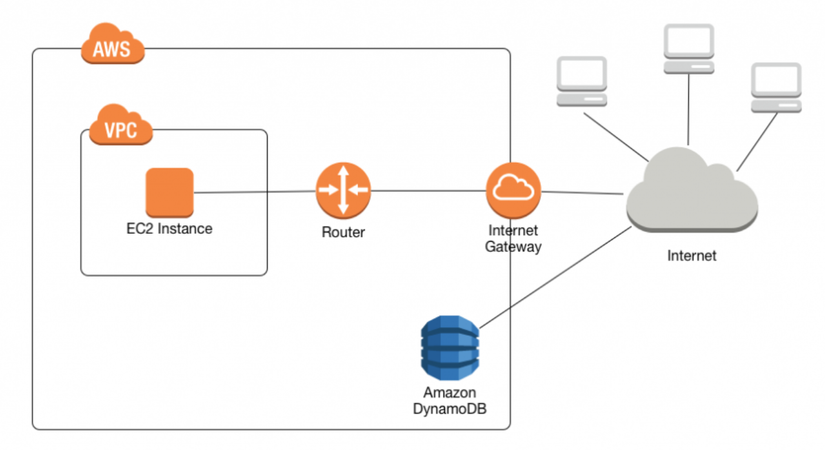 AWS
VPC
EC2 Instance
Router
Internet
Gateway
Internet
Amazon
DynamoDB